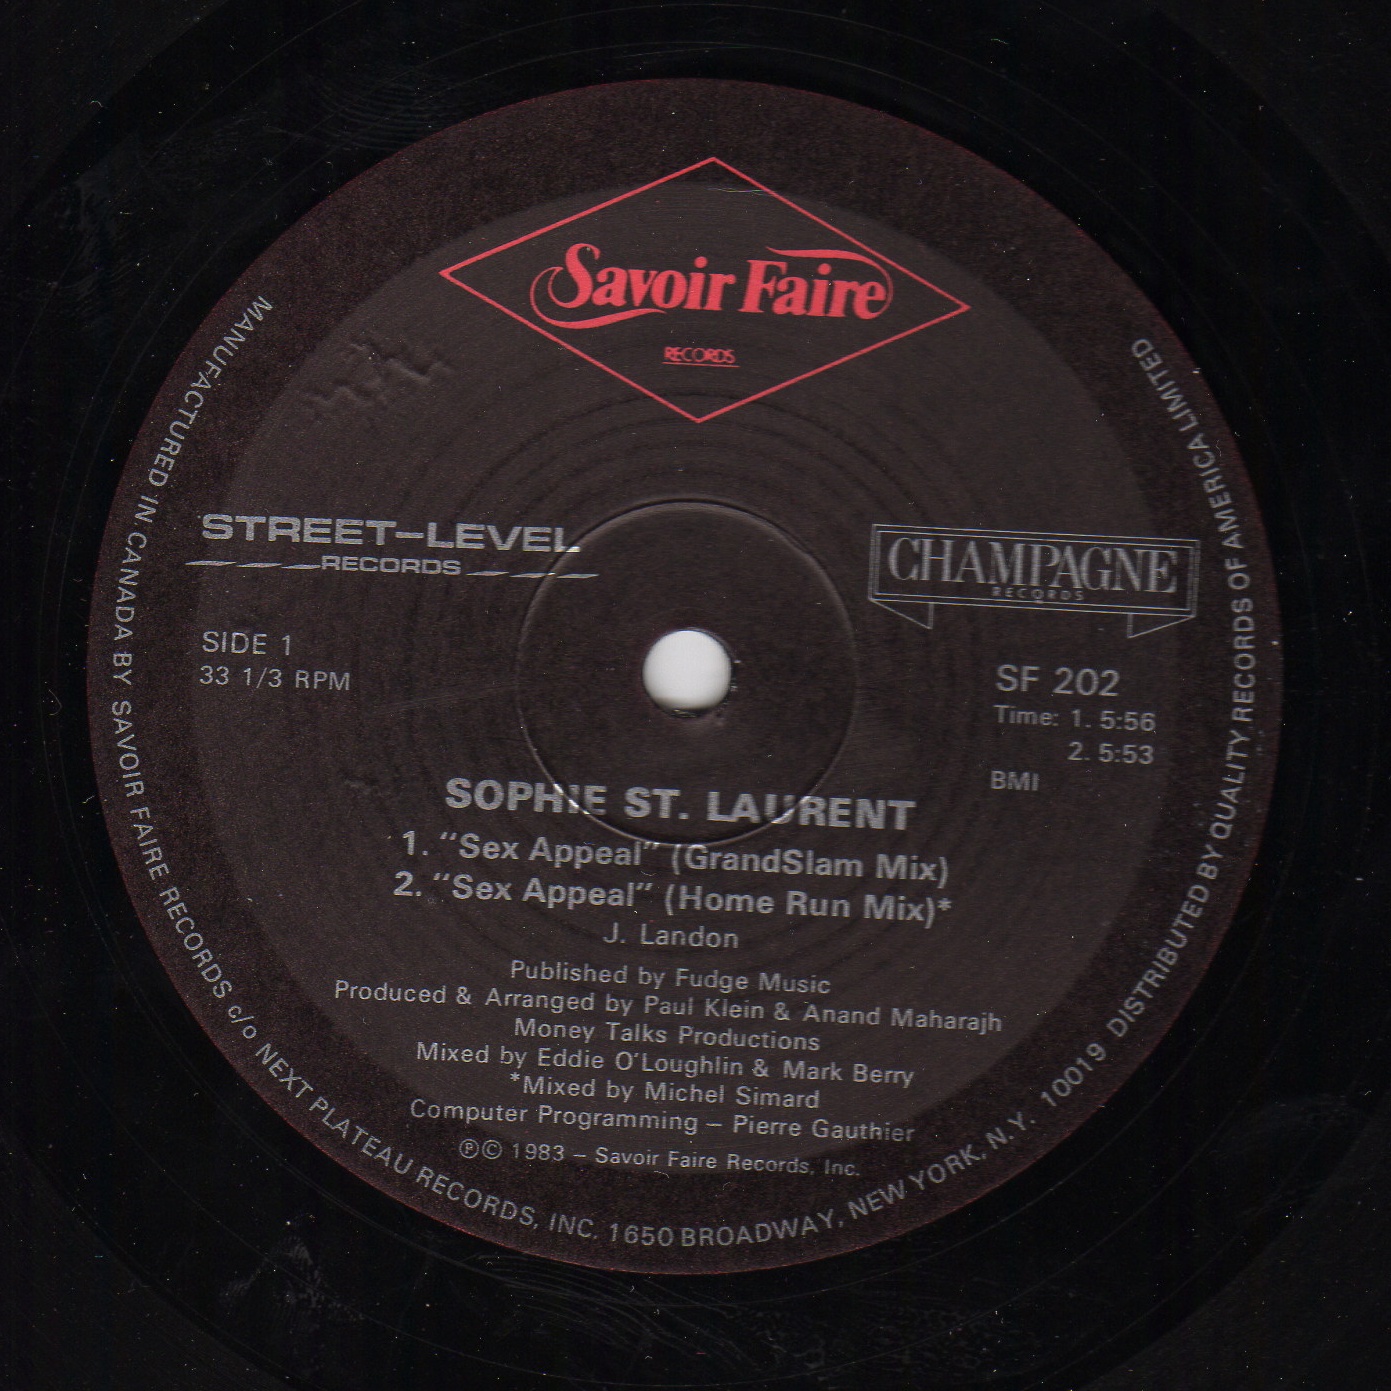 Savoir Faire
RECORDS
STREET-LEVEL
RECORDS
CHAMPAGNE
RECORDS
SIDE 1
33 1/3 RPM
SF 202
Time: 1. 5:56
2. 5:53
BMI
SOPHIE ST. LAURENT
1. “Sex Appeal” (GrandSlam Mix)
2. “Sex Appeal” (Home Run Mix)*
J. Landon
Published by Fudge Music
Produced & Arranged by Paul Klein & Anand Maharajh
Money Talks Productions
Mixed by Eddie O'Loughlin & Mark Berry
*Mixed by Michel Simard
Computer Programming – Pierre Gauthier
℗© 1983 – Savoir Faire Records, Inc.
MANUFACTURED IN CANADA BY SAVOIR FAIRE RECORDS c/o NEXT PLATEAU RECORDS, INC. 1650 BROADWAY, NEW YORK, N.Y. 10019 DISTRIBUTED BY QUALITY RECORDS OF AMERICA LIMITED